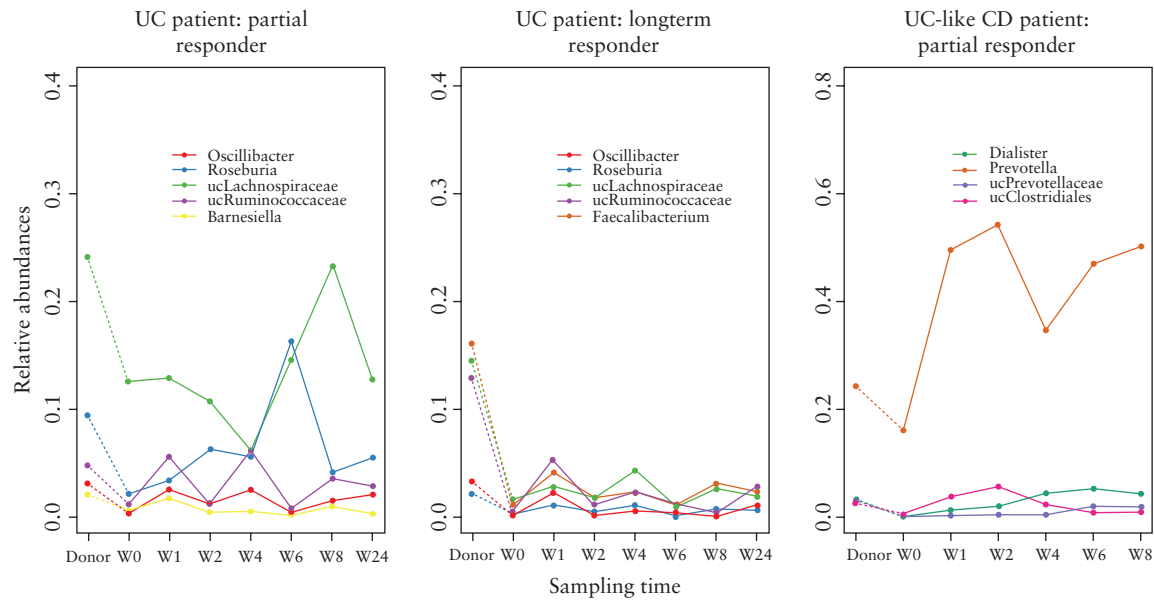 UC patient: partial
responder
UC patient: longterm
responder
UC-like CD patient:
partial responder
Relative abundances
0.4
0.3
0.2
0.1
0.0
Oscillibacter
Roseburia
ucLachnospiraceae
ucRuminococcaceae
Barnesiella
Donor W0 W1 W2 W4 W6 W8 W24
0.4
0.3
0.2
0.1
0.0
Oscillibacter
Roseburia
ucLachnospiraceae
ucRuminococcaceae
Faecalibacterium
Donor W0 W1 W2 W4 W6 W8 W24
0.8
0.6
0.4
0.2
0.0
Dialister
Prevotella
ucPrevotellaceae
ucClostridiales
Donor W0 W1 W2 W4 W6 W8
Sampling time